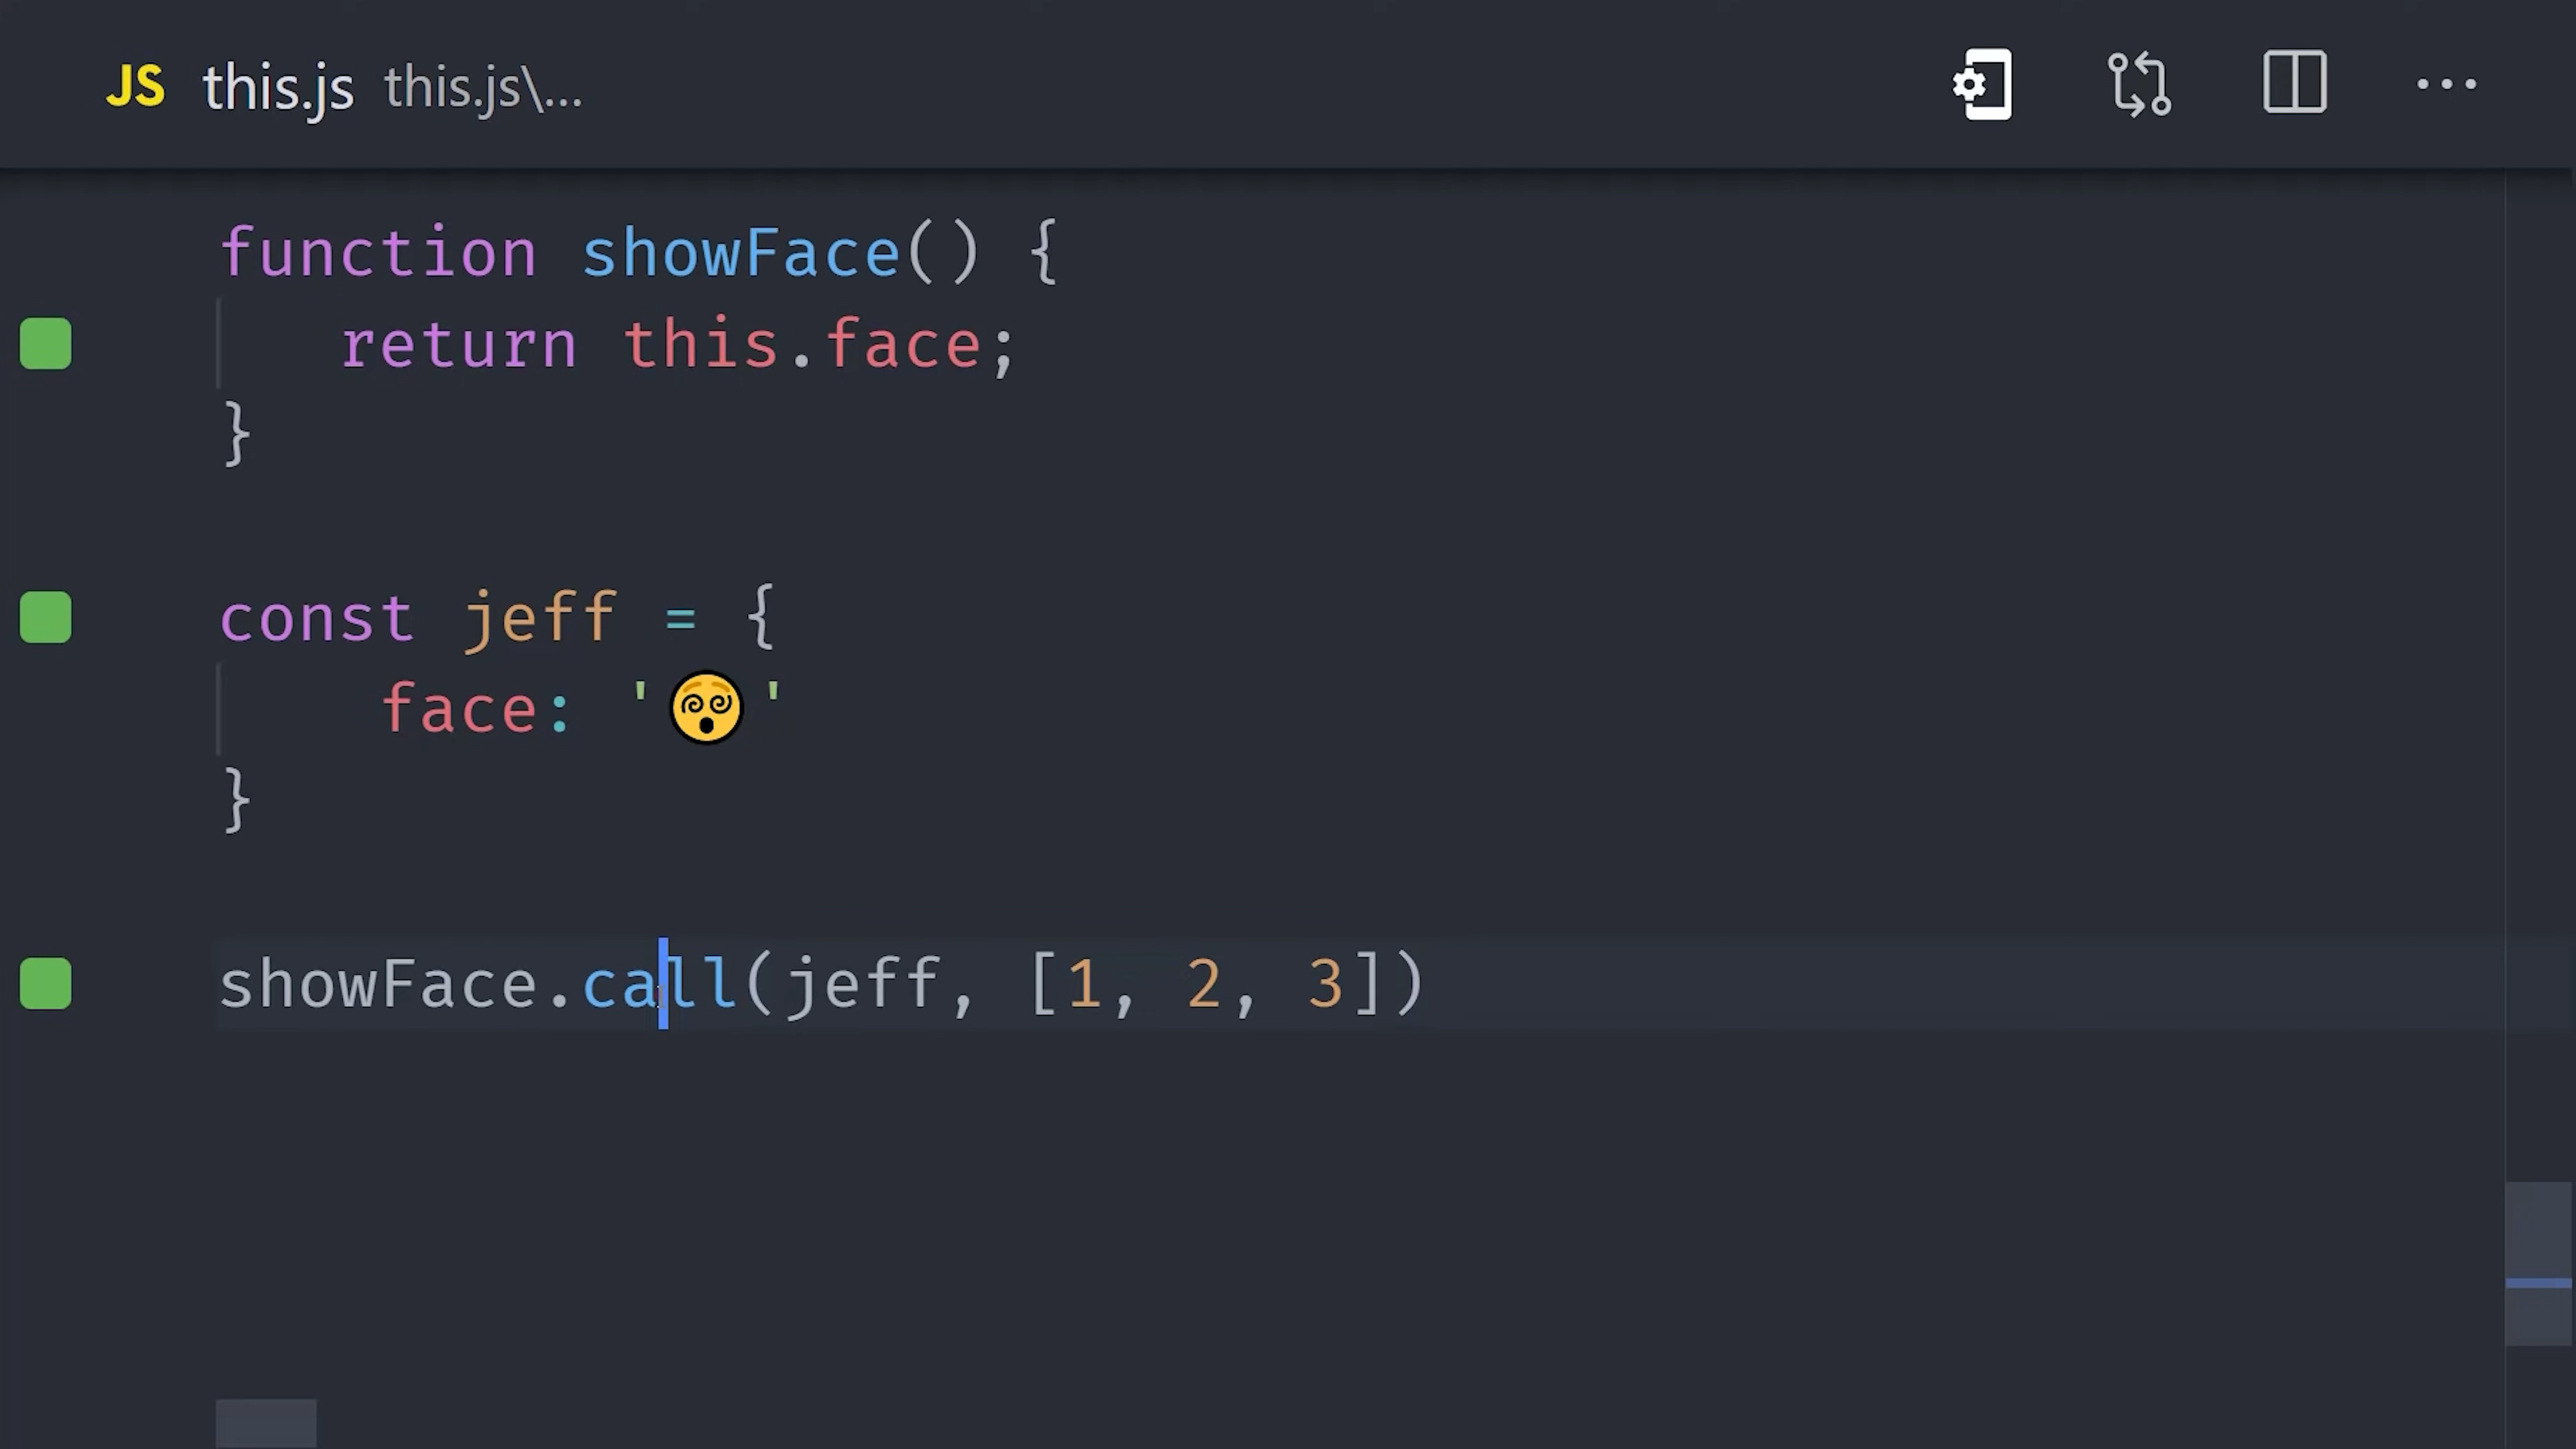 JS this.js this.js\...
function showFace() {
return this.face;
}
const jeff = {
face: '😵‍💫'
}
showFace.call(jeff, [1, 2, 3])